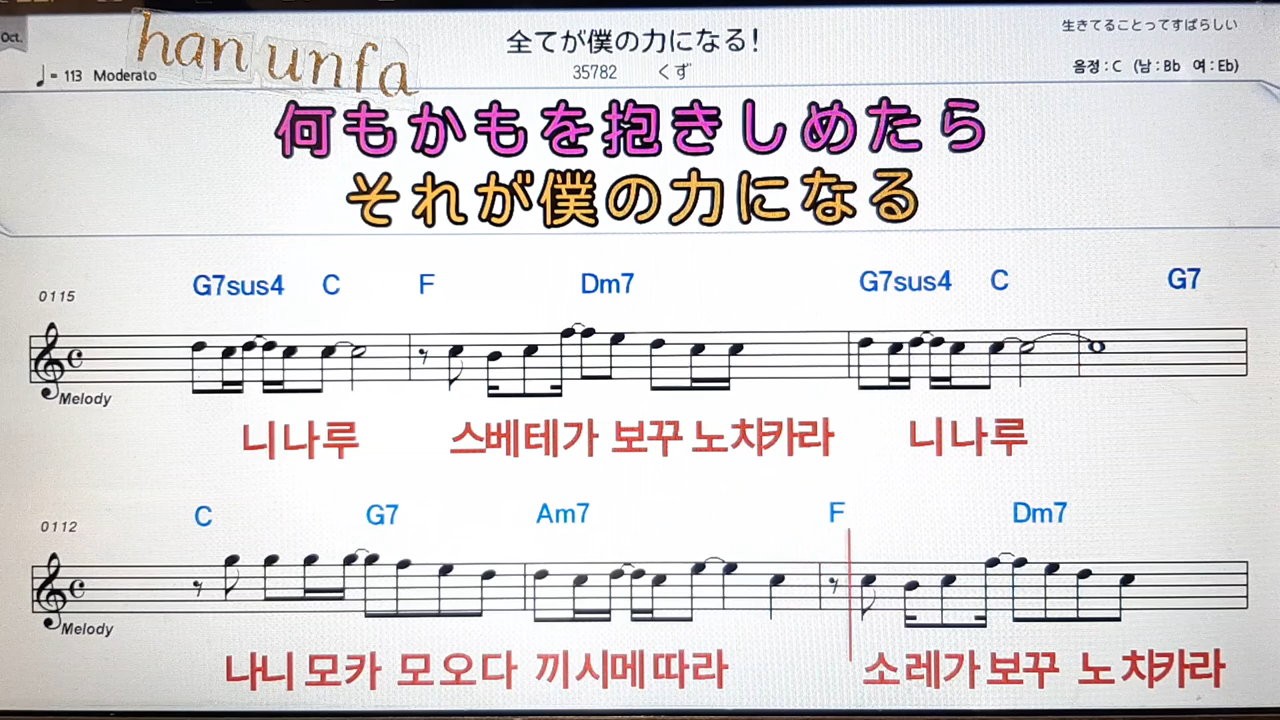 Oct.
han unfa
全てが僕の力になる!
生きてることってすばらしい
♩= 113 Moderato
35782 くず
음정 : C (남 : Bb 여 : Eb)
何もかもを抱きしめたら
それが僕の力になる
0115
G7sus4 C F Dm7 G7sus4 C G7
Melody
니나루 스베테가 보꾸 노치카라 니나루
0112
C G7 Am7 F Dm7
Melody
나니 모카 모오다 끼시메따라 소레가 보꾸 노 치카라